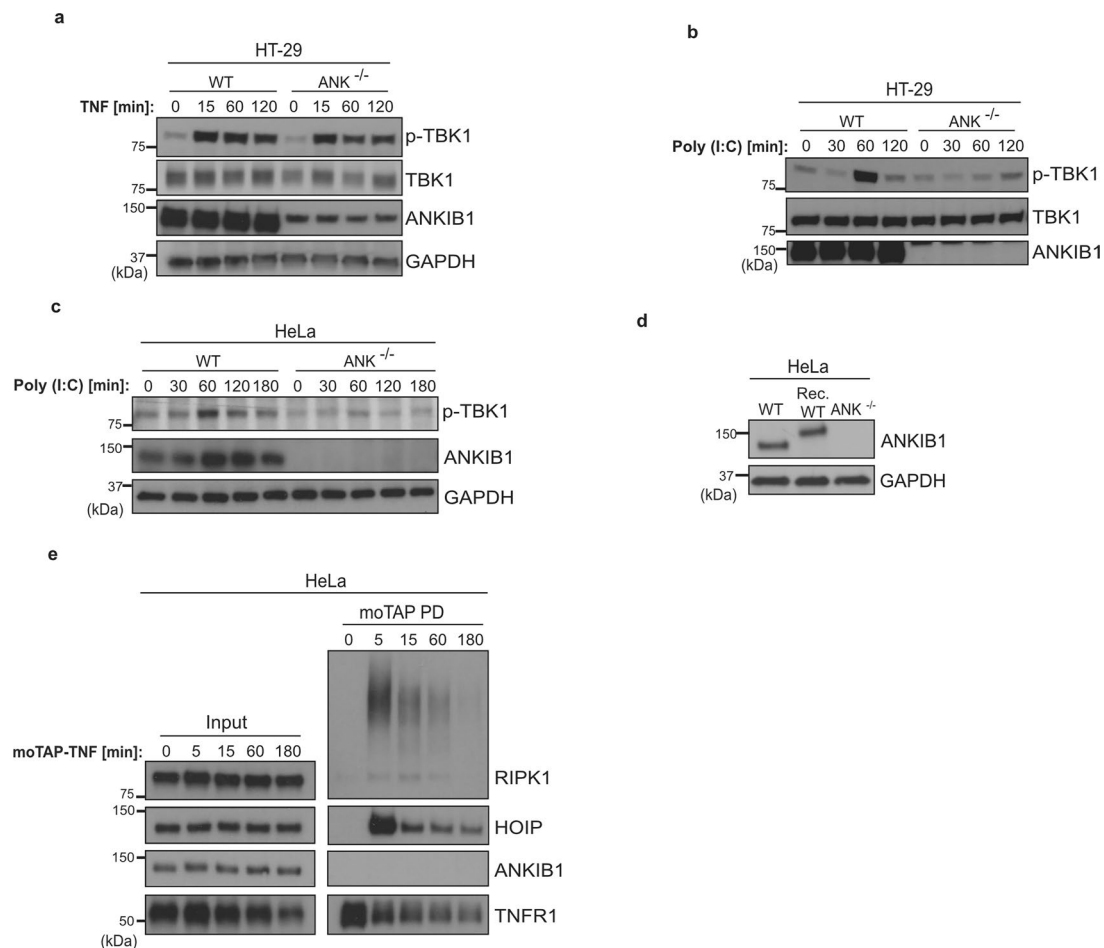 a
HT-29
WT ANK -/-
TNF [min]: 0 15 60 120 0 15 60 120
75 p-TBK1
75 TBK1
150 ANKIB1
37 GAPDH
(kDa)
b
HT-29
WT ANK -/-
Poly (I:C) [min]: 0 30 60 120 0 30 60 120
75 p-TBK1
75 TBK1
150 ANKIB1
(kDa)
c
HeLa
WT ANK -/-
Poly (I:C) [min]: 0 30 60 120 180 0 30 60 120 180
75 p-TBK1
150 ANKIB1
37 GAPDH
(kDa)
d
HeLa
WT Rec. WT ANK -/-
150 ANKIB1
37 GAPDH
(kDa)
e
HeLa
Input moTAP PD
moTAP-TNF [min]: 0 5 15 60 180 0 5 15 60 180
75 RIPK1
150 HOIP
150 ANKIB1
50 TNFR1
(kDa)